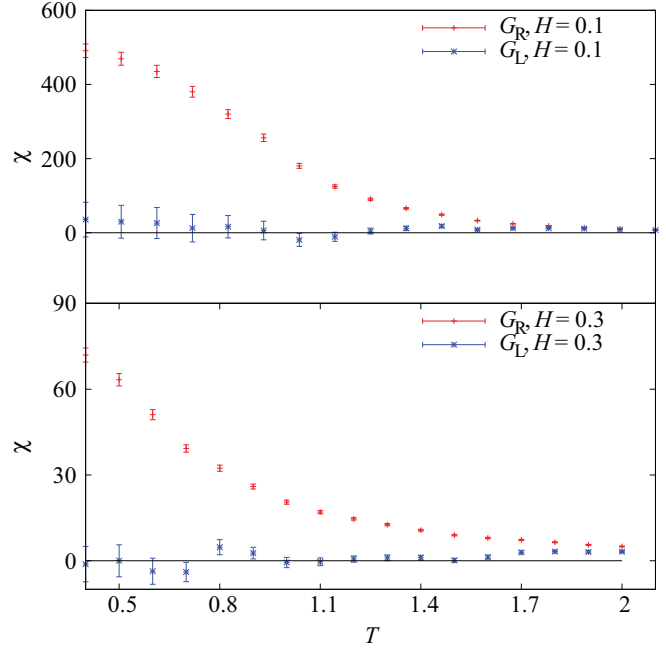 600
G_R, H = 0.1
G_L, H = 0.1
400
χ
200
0
90
G_R, H = 0.3
G_L, H = 0.3
60
χ
30
0
0.5 0.8 1.1 1.4 1.7 2
T